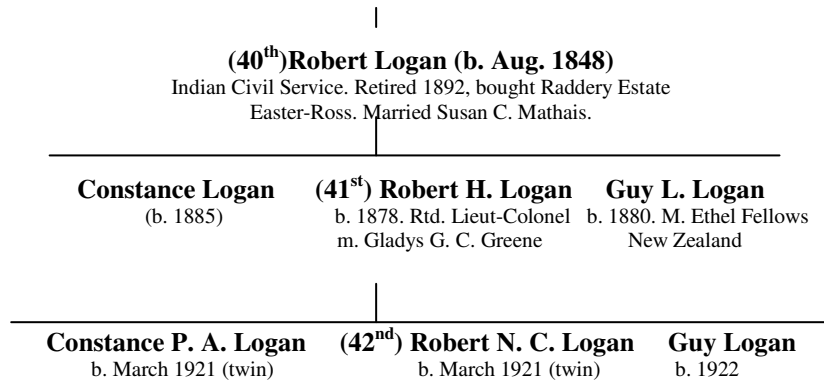 (40th)Robert Logan (b. Aug. 1848)
Indian Civil Service. Retired 1892, bought Raddery Estate
Easter-Ross. Married Susan C. Mathais.
Constance Logan
(b. 1885)
(41st) Robert H. Logan
b. 1878. Rtd. Lieut-Colonel
m. Gladys G. C. Greene
Guy L. Logan
b. 1880. M. Ethel Fellows
New Zealand
Constance P. A. Logan
b. March 1921 (twin)
(42nd) Robert N. C. Logan
b. March 1921 (twin)
Guy Logan
b. 1922